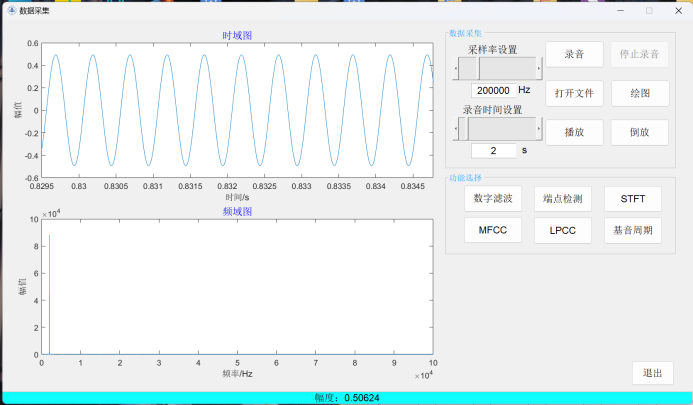 数据采集
时域图
0.6
0.4
0.2
0
-0.2
-0.4
-0.6
幅值
0.8295 0.83 0.8305 0.831 0.8315 0.832 0.8325 0.833 0.8335 0.834 0.8345
时间/s
频域图
×10⁴
10
8
6
4
2
0
幅值
0 1 2 3 4 5 6 7 8 9 10
×10⁴
频率/Hz
数据采集
采样率设置
200000 Hz
录音时间设置
2 s
录音 停止录音
打开文件 绘图
播放 倒放
功能选择
数字滤波 端点检测 STFT
MFCC LPCC 基音周期
退出
幅度：0.50624